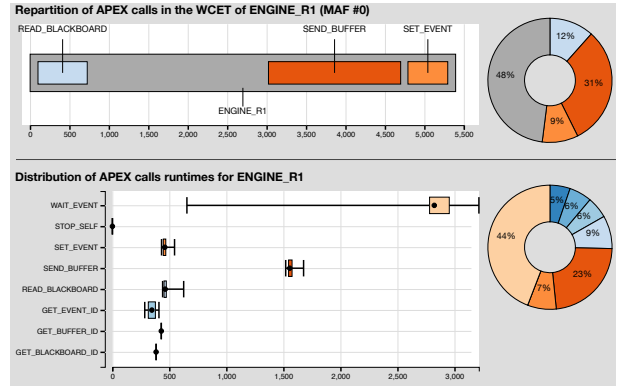 Repartition of APEX calls in the WCET of ENGINE_R1 (MAF #0)
READ_BLACKBOARD
SEND_BUFFER
SET_EVENT
ENGINE_R1
0 500 1,000 1,500 2,000 2,500 3,000 3,500 4,000 4,500 5,000 5,500
12%
48%
31%
9%
Distribution of APEX calls runtimes for ENGINE_R1
WAIT_EVENT
STOP_SELF
SET_EVENT
SEND_BUFFER
READ_BLACKBOARD
GET_EVENT_ID
GET_BUFFER_ID
GET_BLACKBOARD_ID
0 500 1,000 1,500 2,000 2,500 3,000
5%
6%
6%
9%
44%
23%
7%